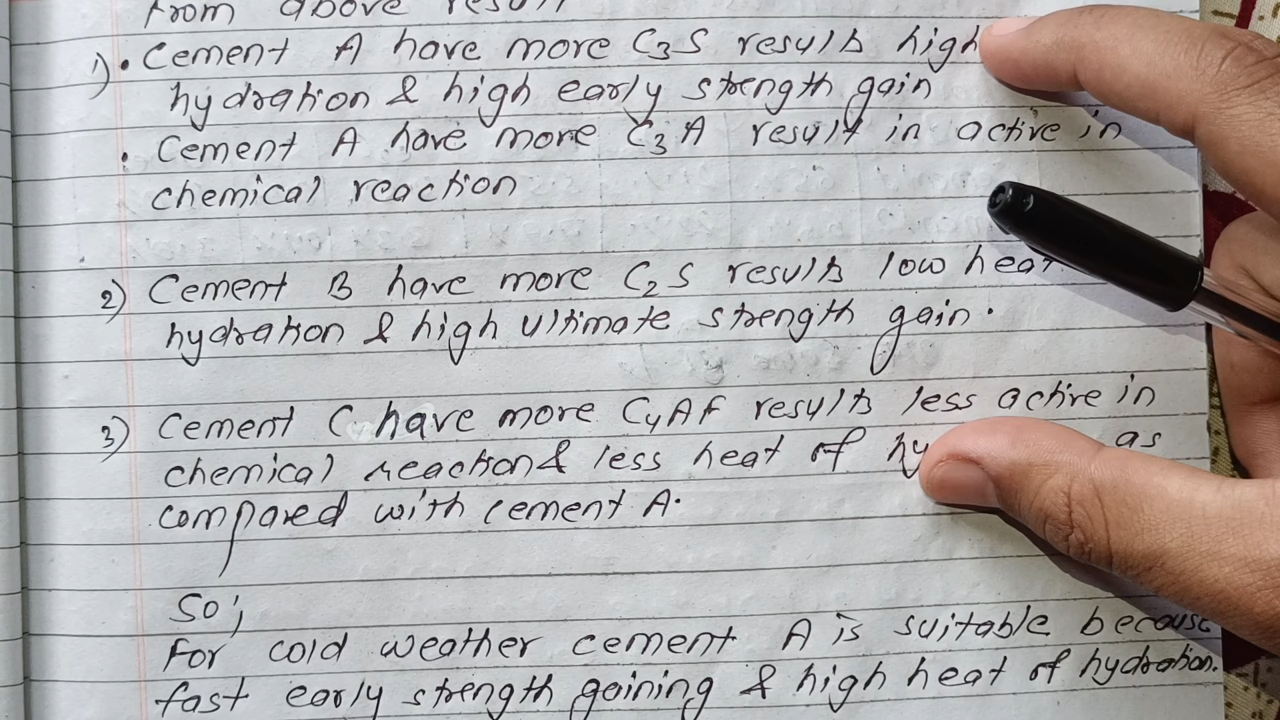 From above result
1) • Cement A have more C3S results high
hydration & high early strength gain
• Cement A have more C3A result in active in
chemical reaction
2) Cement B have more C2S results low heat
hydration & high ultimate strength gain.
3) Cement C have more C4AF results less active in
chemical reaction & less heat of hy as
compared with cement A.
So',
For cold weather cement A is suitable because
fast early strength gaining & high heat of hydration.